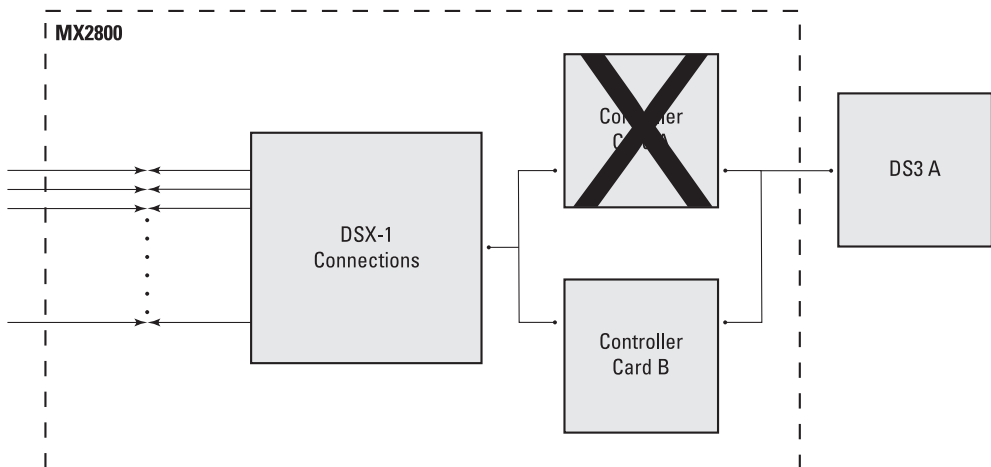 MX2800
DSX-1
Connections
DS3 A
Controller
Card B